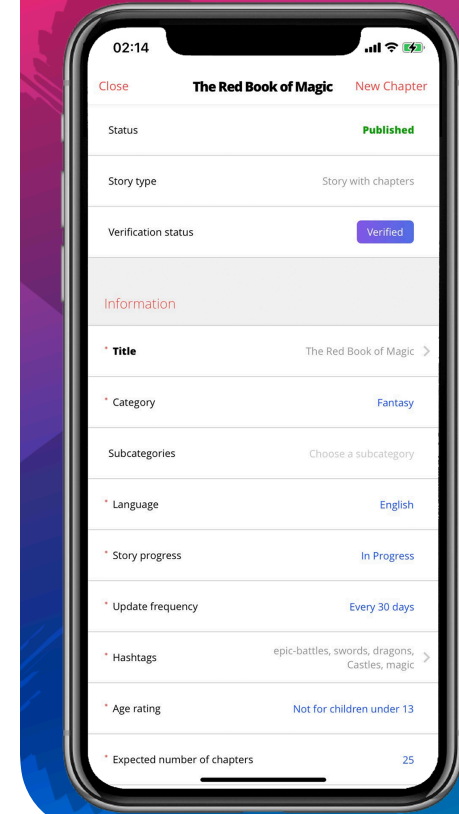 02:14
Close The Red Book of Magic New Chapter
Status Published
Story type Story with chapters
Verification status Verified
Information
* Title The Red Book of Magic
* Category Fantasy
Subcategories Choose a subcategory
* Language English
* Story progress In Progress
* Update frequency Every 30 days
* Hashtags epic-battles, swords, dragons,
Castles, magic
* Age rating Not for children under 13
* Expected number of chapters 25